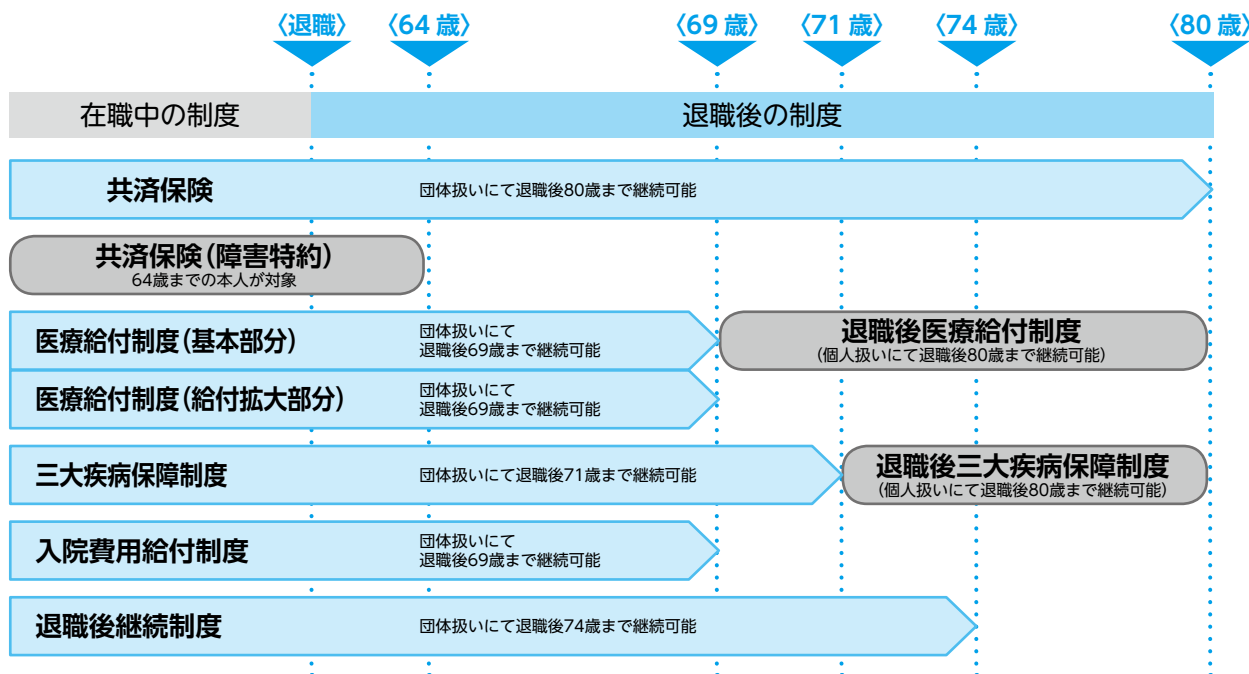 〈退職〉 〈64 歳〉 〈69 歳〉 〈71 歳〉 〈74 歳〉 〈80 歳〉
在職中の制度 退職後の制度
共済保険 団体扱いにて退職後80歳まで継続可能
共済保険(障害特約)
64歳までの本人が対象
医療給付制度(基本部分)
団体扱いにて
退職後69歳まで継続可能
退職後医療給付制度
(個人扱いにて退職後80歳まで継続可能)
医療給付制度(給付拡大部分)
団体扱いにて
退職後69歳まで継続可能
三大疾病保障制度 団体扱いにて退職後71歳まで継続可能
退職後三大疾病保障制度
(個人扱いにて退職後80歳まで継続可能)
入院費用給付制度
団体扱いにて
退職後69歳まで継続可能
退職後継続制度 団体扱いにて退職後74歳まで継続可能